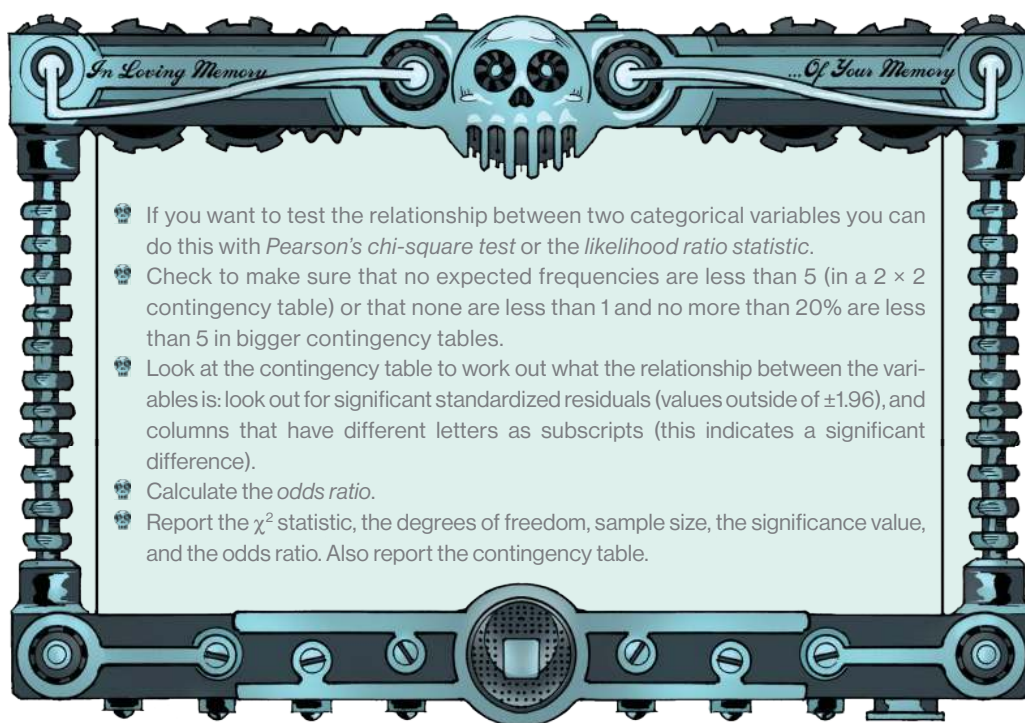 In Loving Memory
...Of Your Memory
If you want to test the relationship between two categorical variables you can
do this with Pearson's chi-square test or the likelihood ratio statistic.
Check to make sure that no expected frequencies are less than 5 (in a 2 × 2
contingency table) or that none are less than 1 and no more than 20% are less
than 5 in bigger contingency tables.
Look at the contingency table to work out what the relationship between the vari-
ables is: look out for significant standardized residuals (values outside of ±1.96), and
columns that have different letters as subscripts (this indicates a significant
difference).
Calculate the odds ratio.
Report the χ² statistic, the degrees of freedom, sample size, the significance value,
and the odds ratio. Also report the contingency table.